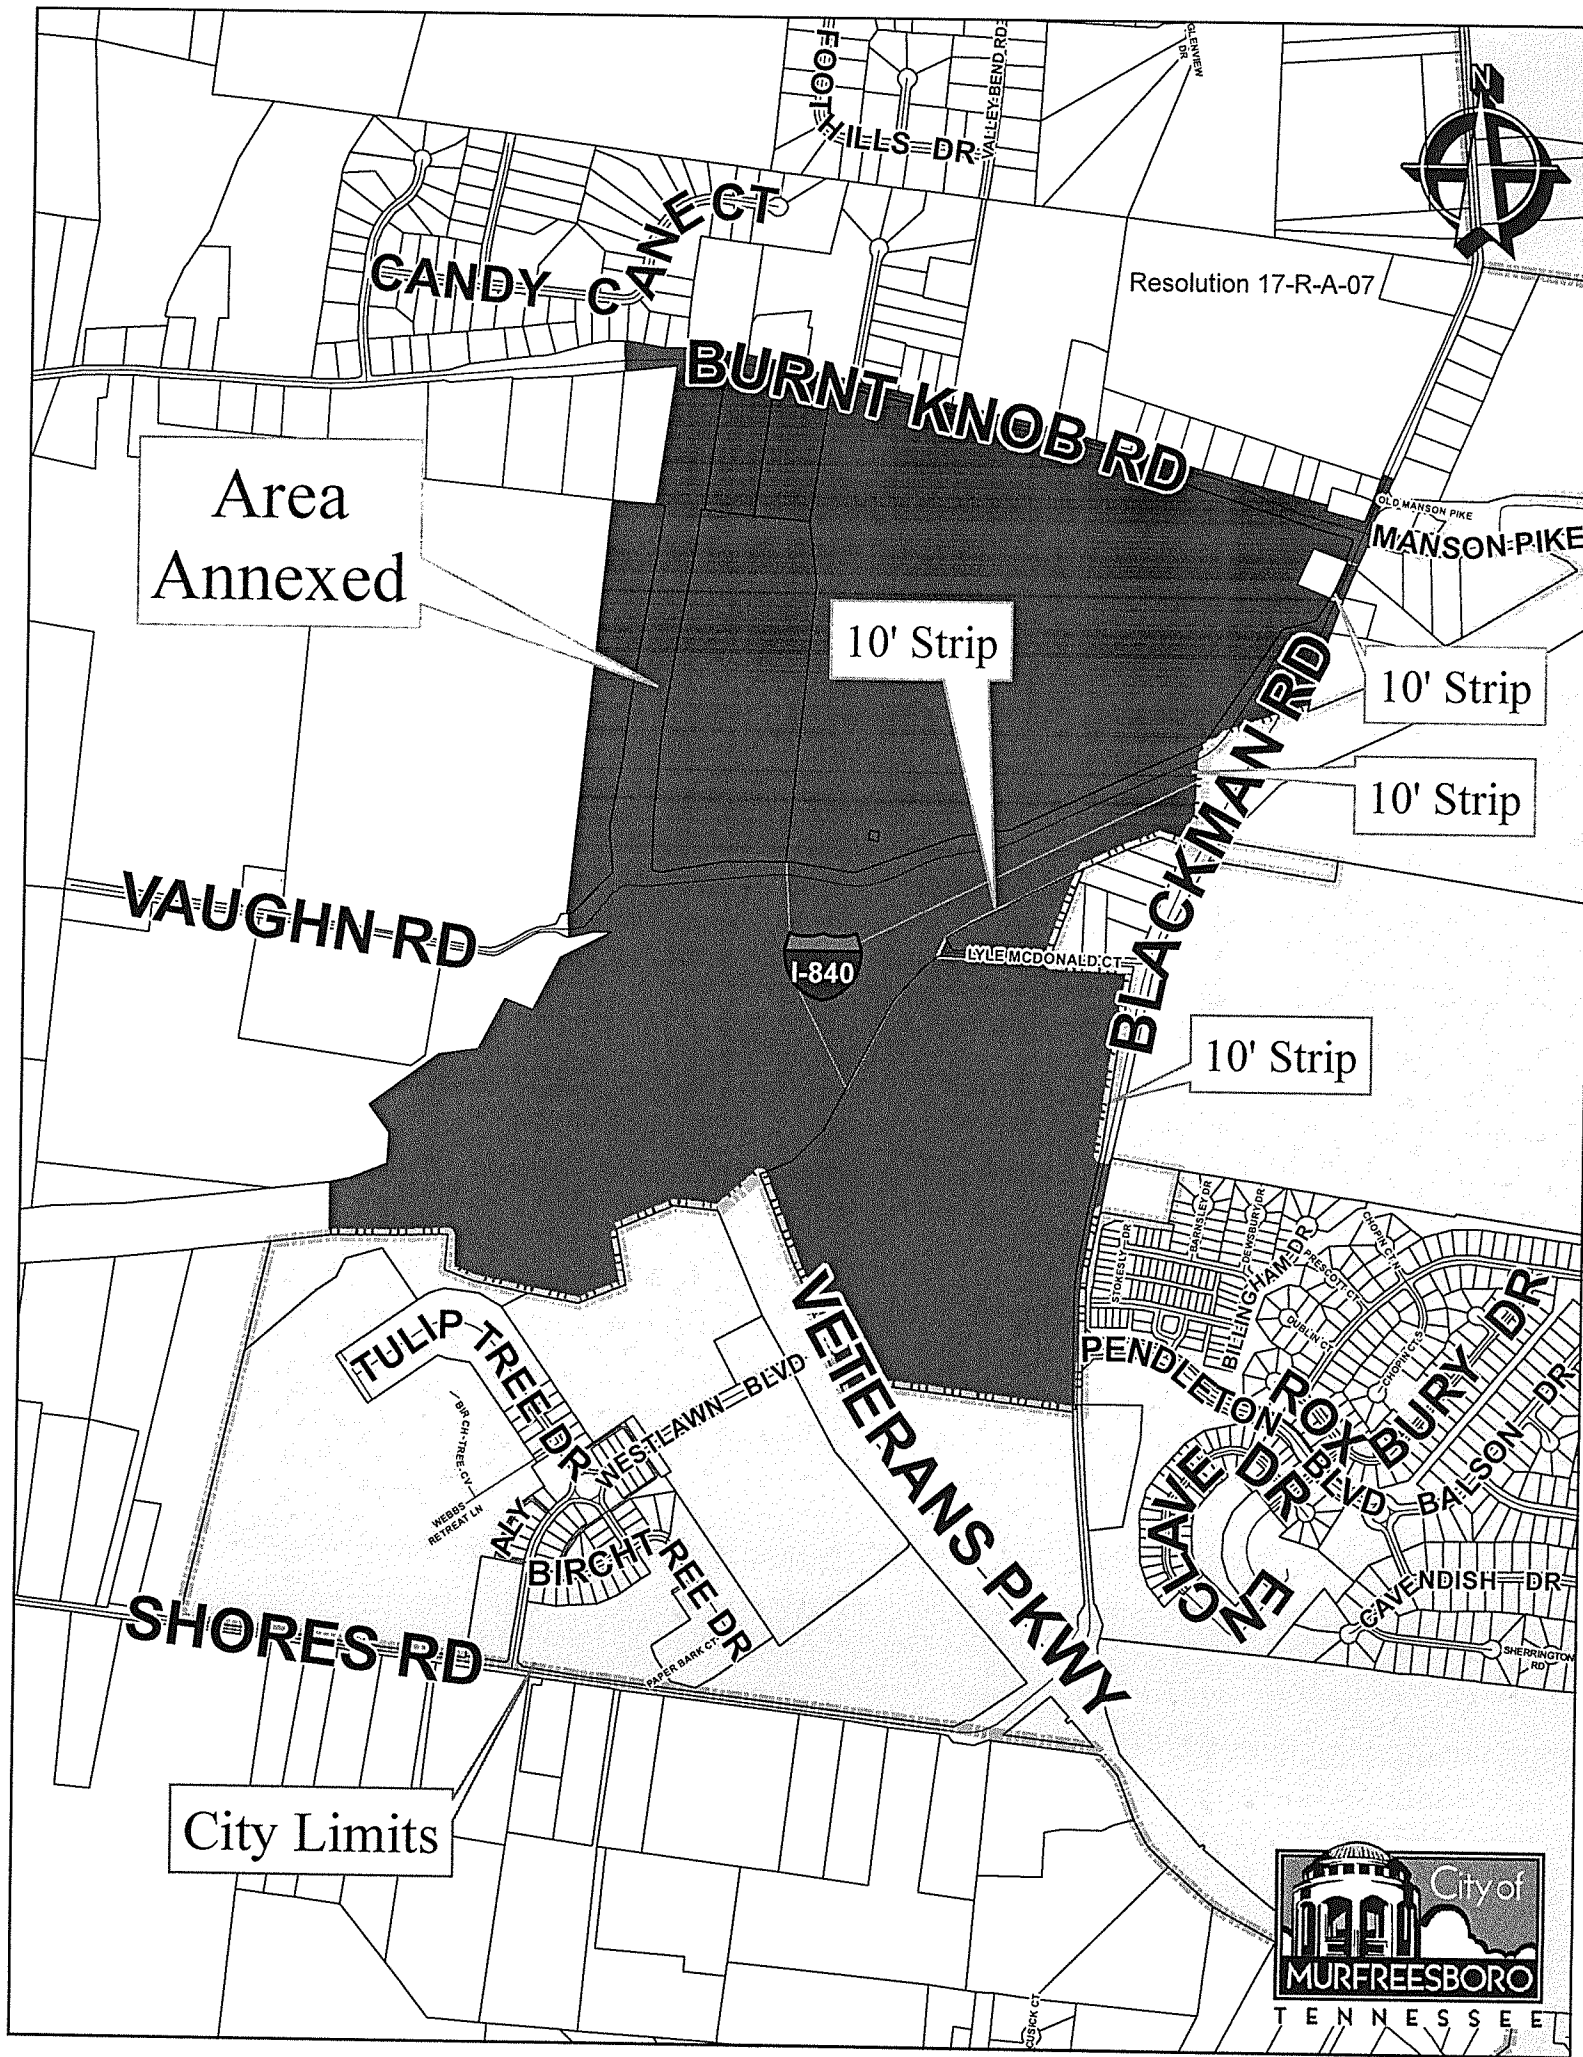 FOOTHILLS DR
VALLEY BEND RD
GLENVIEW DR
N
CANDY CANE CT
Resolution 17-R-A-07
BURNT KNOB RD
Area
Annexed
OLD MANSON PIKE
MANSON PIKE
10' Strip
10' Strip
10' Strip
BLACKMAN RD
VAUGHN RD
I-840
LYLE MCDONALD CT
10' Strip
BARNSLEY DR
DEWSBURY DR
STOKESLY DR
BILLINGHAM DR
PRESCOTT CT
CHOPIN CT N
DUBLIN CT
CHOPIN CT S
ROXBURY DR
PENDLETON BLVD
BALSON DR
TULIP TREE DR
WESTLAWN BLVD
VETERANS PKWY
BIRCH-TREE-CV
WEBBS
RETREAT LN
ALY
BIRCHTREE DR
ENCLAVE DR
CAVENDISH DR
SHERRINGTON
RD
SHORES RD
PAPER BARK CT
City Limits
CUSICK CT
City of
MURFREESBORO
TENNESSEE